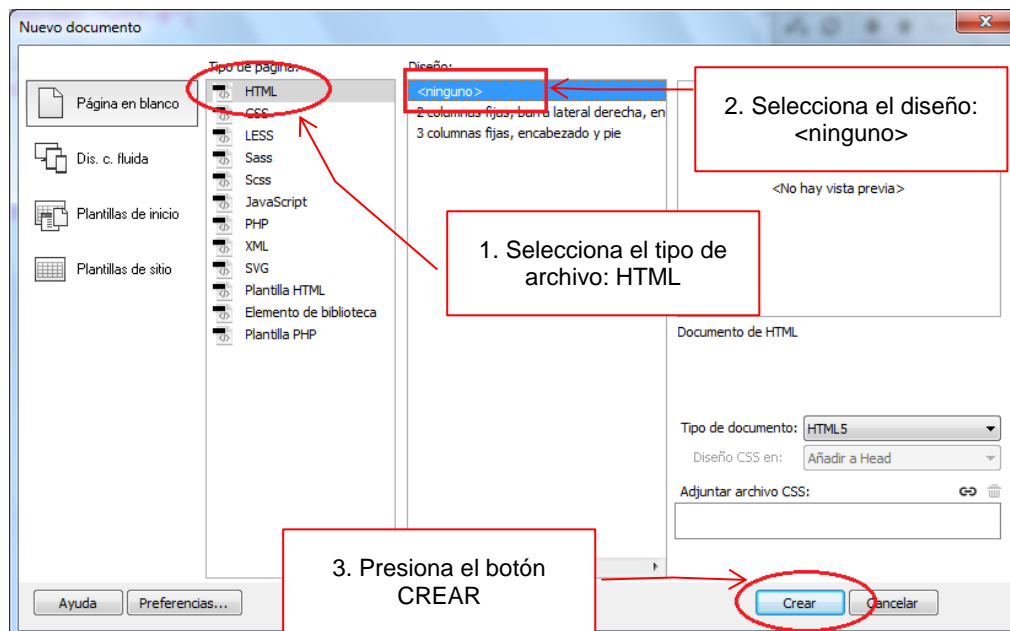 Nuevo documento
Tipo de página:
Diseño:
Página en blanco
Dis. c. fluida
Plantillas de inicio
Plantillas de sitio
HTML
CSS
LESS
Sass
Scss
JavaScript
PHP
XML
SVG
Plantilla HTML
Elemento de biblioteca
Plantilla PHP
<ninguno>
2 columnas fijas, barra lateral derecha, en
3 columnas fijas, encabezado y pie
2. Selecciona el diseño:
<ninguno>
<No hay vista previa>
1. Selecciona el tipo de
archivo: HTML
Documento de HTML
Tipo de documento: HTML5
Diseño CSS en: Añadir a Head
Adjuntar archivo CSS:
3. Presiona el botón
CREAR
Ayuda
Preferencias...
Crear
Cancelar